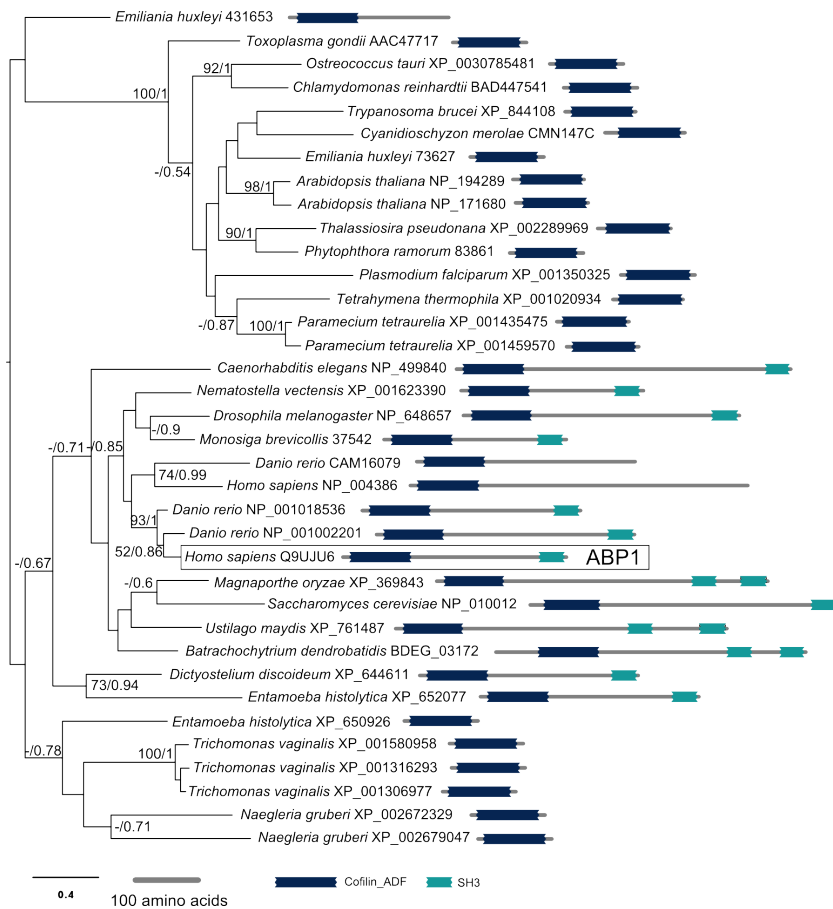 Emiliania huxleyi 431653
Toxoplasma gondii AAC47717
92/1
Ostreococcus tauri XP_0030785481
100/1
Chlamydomonas reinhardtii BAD447541
Trypanosoma brucei XP_844108
Cyanidioschyzon merolae CMN147C
Emiliania huxleyi 73627
-/0.54
98/1
Arabidopsis thaliana NP_194289
Arabidopsis thaliana NP_171680
Thalassiosira pseudonana XP_002289969
90/1
Phytophthora ramorum 83861
Plasmodium falciparum XP_001350325
Tetrahymena thermophila XP_001020934
-/0.87
100/1
Paramecium tetraurelia XP_001435475
Paramecium tetraurelia XP_001459570
Caenorhabditis elegans NP_499840
Nematostella vectensis XP_001623390
Drosophila melanogaster NP_648657
-/0.9
-/0.71
-/0.85
Monosiga brevicollis 37542
Danio rerio CAM16079
74/0.99
Homo sapiens NP_004386
Danio rerio NP_001018536
93/1
Danio rerio NP_001002201
52/0.86
-/0.67
Homo sapiens Q9UJU6
ABP1
-/0.6
Magnaporthe oryzae XP_369843
Saccharomyces cerevisiae NP_010012
Ustilago maydis XP_761487
Batrachochytrium dendrobatidis BDEG_03172
Dictyostelium discoideum XP_644611
73/0.94
Entamoeba histolytica XP_652077
Entamoeba histolytica XP_650926
-/0.78
100/1
Trichomonas vaginalis XP_001580958
Trichomonas vaginalis XP_001316293
Trichomonas vaginalis XP_001306977
Naegleria gruberi XP_002672329
-/0.71
Naegleria gruberi XP_002679047
0.4
100 amino acids
Cofilin_ADF
SH3